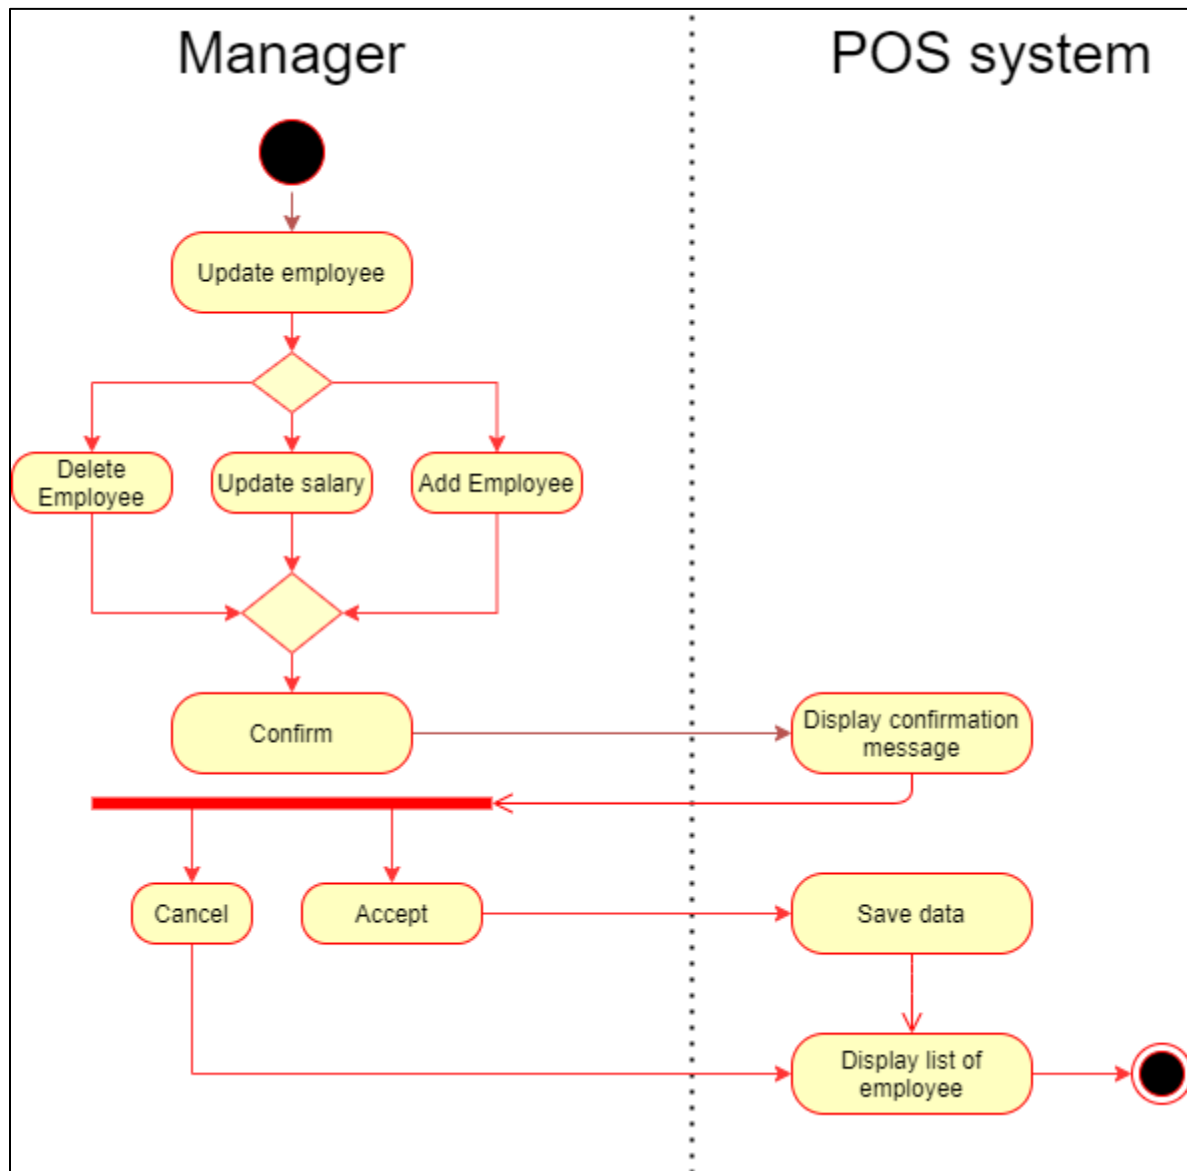 Manager
POS system
Update employee
Delete
Employee
Update salary
Add Employee
Confirm
Display confirmation
message
Cancel
Accept
Save data
Display list of
employee